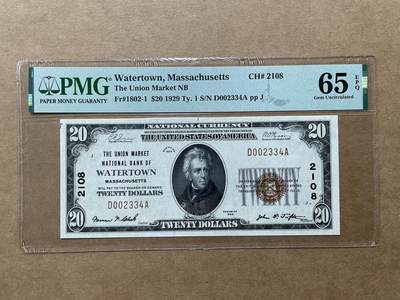 PMG
PAPER MONEY GUARANTY
Watertown, Massachusetts CH# 2108
The Union Market NB
Fr#1802-1 $20 1929 Ty. 1 S/N D002334A pp J
65 EPQ
Gem Uncirculated
NATIONAL CURRENCY
THE UNITED STATES OF AMERICA
20
20
THE UNION MARKET
NATIONAL BANK OF
WATERTOWN
MASSACHUSETTS
WILL PAY TO THE BEARER ON DEMAND
TWENTY DOLLARS
D002334A
D002334A
2108
2108
TWENTY
20
TWENTY DOLLARS
20